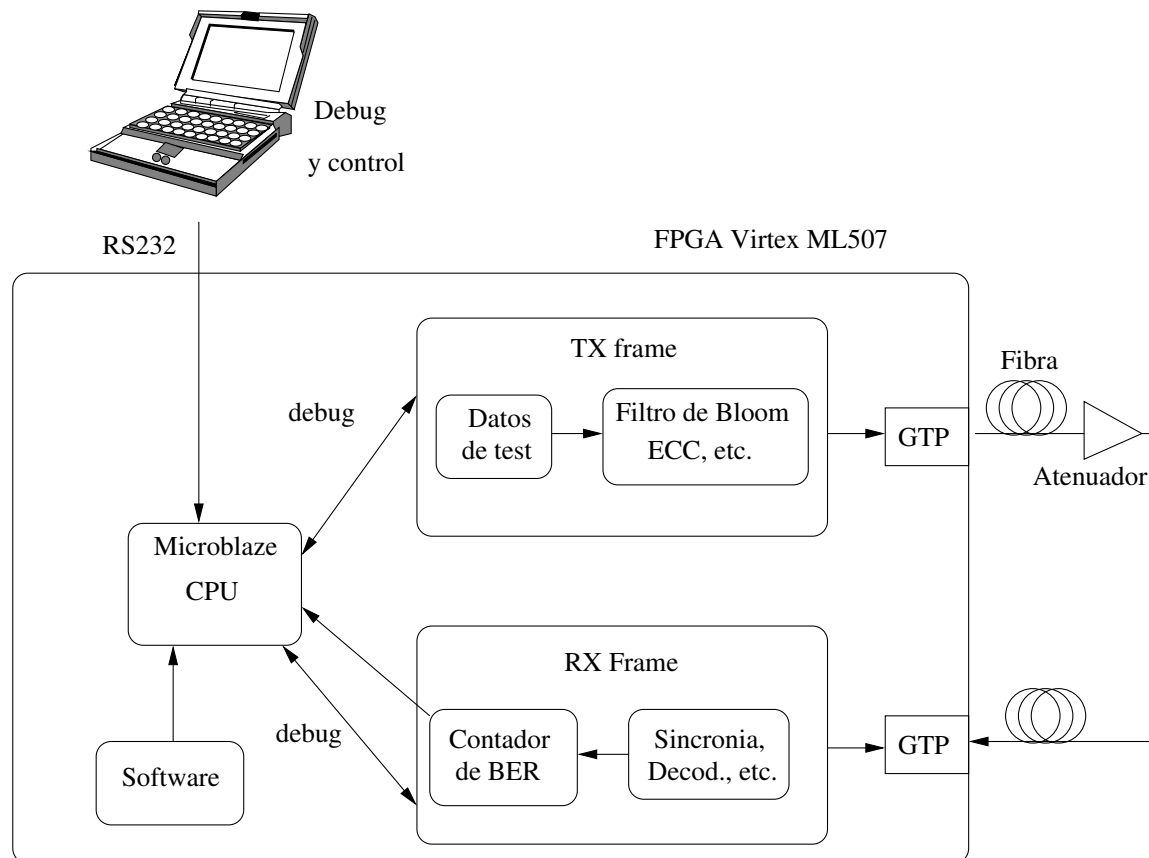 Debug
y control
RS232
FPGA Virtex ML507
TX frame
Fibra
debug
Datos
de test
Filtro de Bloom
ECC, etc.
GTP
Atenuador
Microblaze
CPU
RX Frame
debug
Contador
de BER
Sincronia,
Decod., etc.
GTP
Software